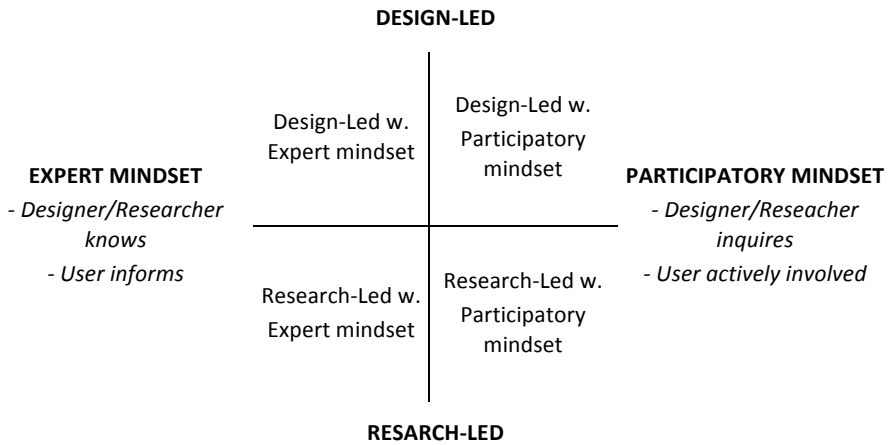 DESIGN-LED
Design-Led w.
Expert mindset
Design-Led w.
Participatory
mindset
EXPERT MINDSET
- Designer/Researcher
knows
- User informs
PARTICIPATORY MINDSET
- Designer/Reseacher
inquires
- User actively involved
Research-Led w.
Expert mindset
Research-Led w.
Participatory
mindset
RESARCH-LED